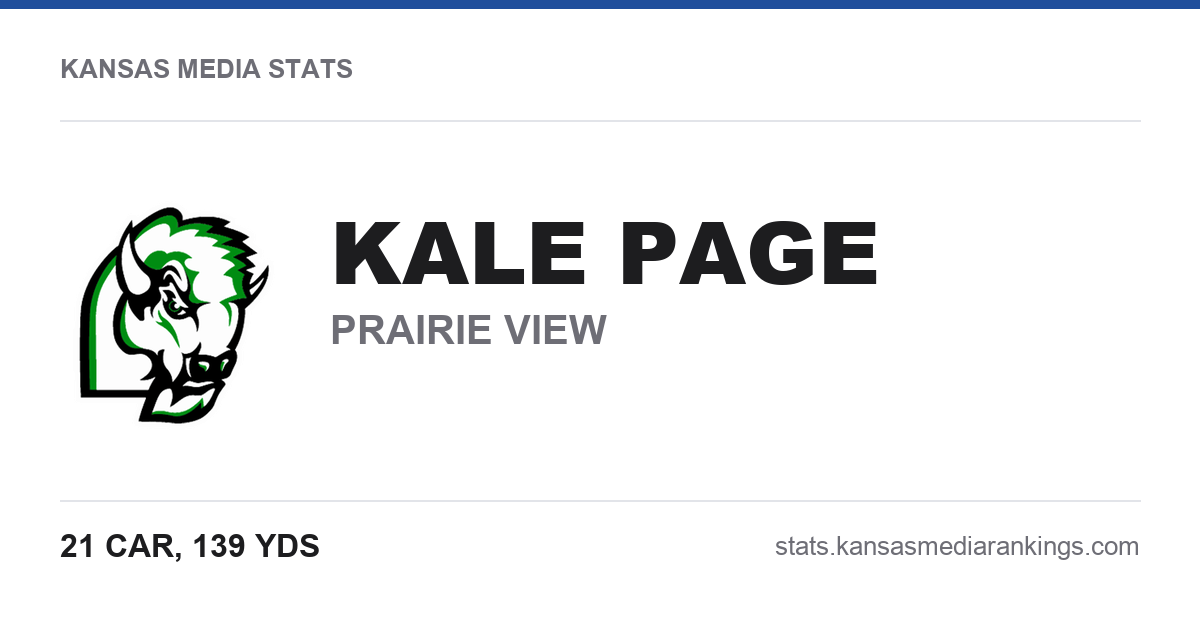 KANSAS MEDIA STATS
KALE PAGE
PRAIRIE VIEW
21 CAR, 139 YDS
stats.kansasmediarankings.com